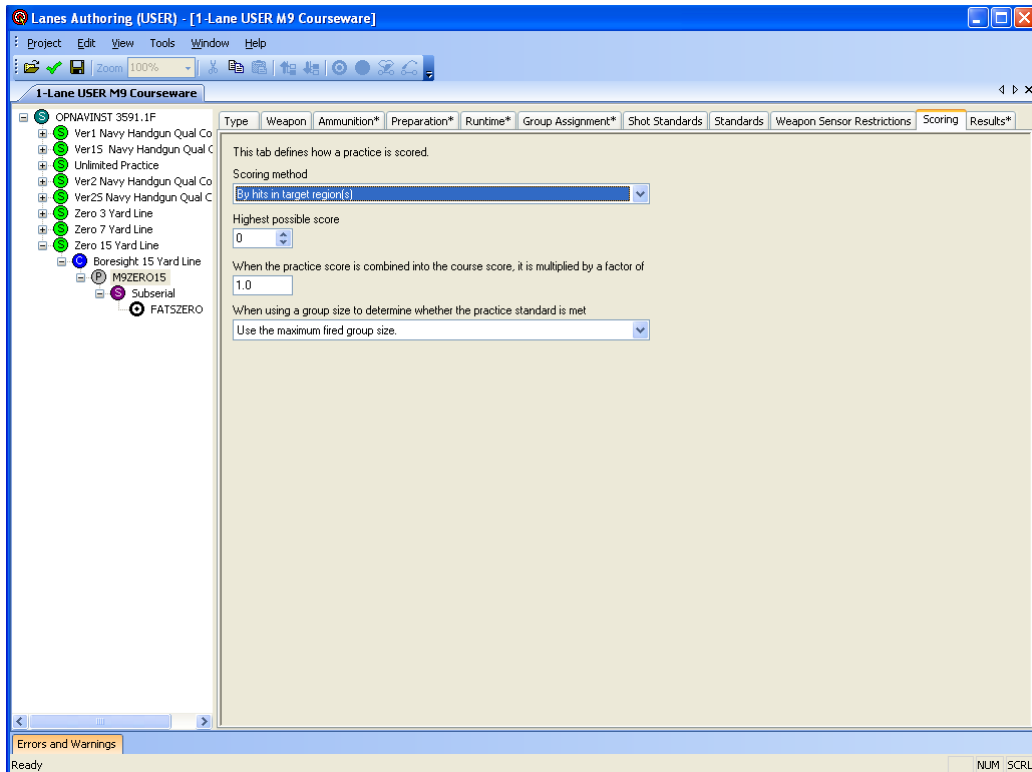 Lanes Authoring (USER) - [1-Lane USER M9 Courseware]
Project Edit View Tools Window Help
Zoom 100%
1-Lane USER M9 Courseware
OPNAVINST 3591.1F
Ver1 Navy Handgun Qual Co
Ver1S Navy Handgun Qual C
Unlimited Practice
Ver2 Navy Handgun Qual Co
Ver2S Navy Handgun Qual C
Zero 3 Yard Line
Zero 7 Yard Line
Zero 15 Yard Line
Boresight 15 Yard Line
M9ZERO15
Subserial
FATSZERO
Type Weapon Ammunition* Preparation* Runtime* Group Assignment* Shot Standards Standards Weapon Sensor Restrictions Scoring Results*
This tab defines how a practice is scored.
Scoring method
By hits in target region(s)
Highest possible score
0
When the practice score is combined into the course score, it is multiplied by a factor of
1.0
When using a group size to determine whether the practice standard is met
Use the maximum fired group size.
Errors and Warnings
Ready NUM SCRL